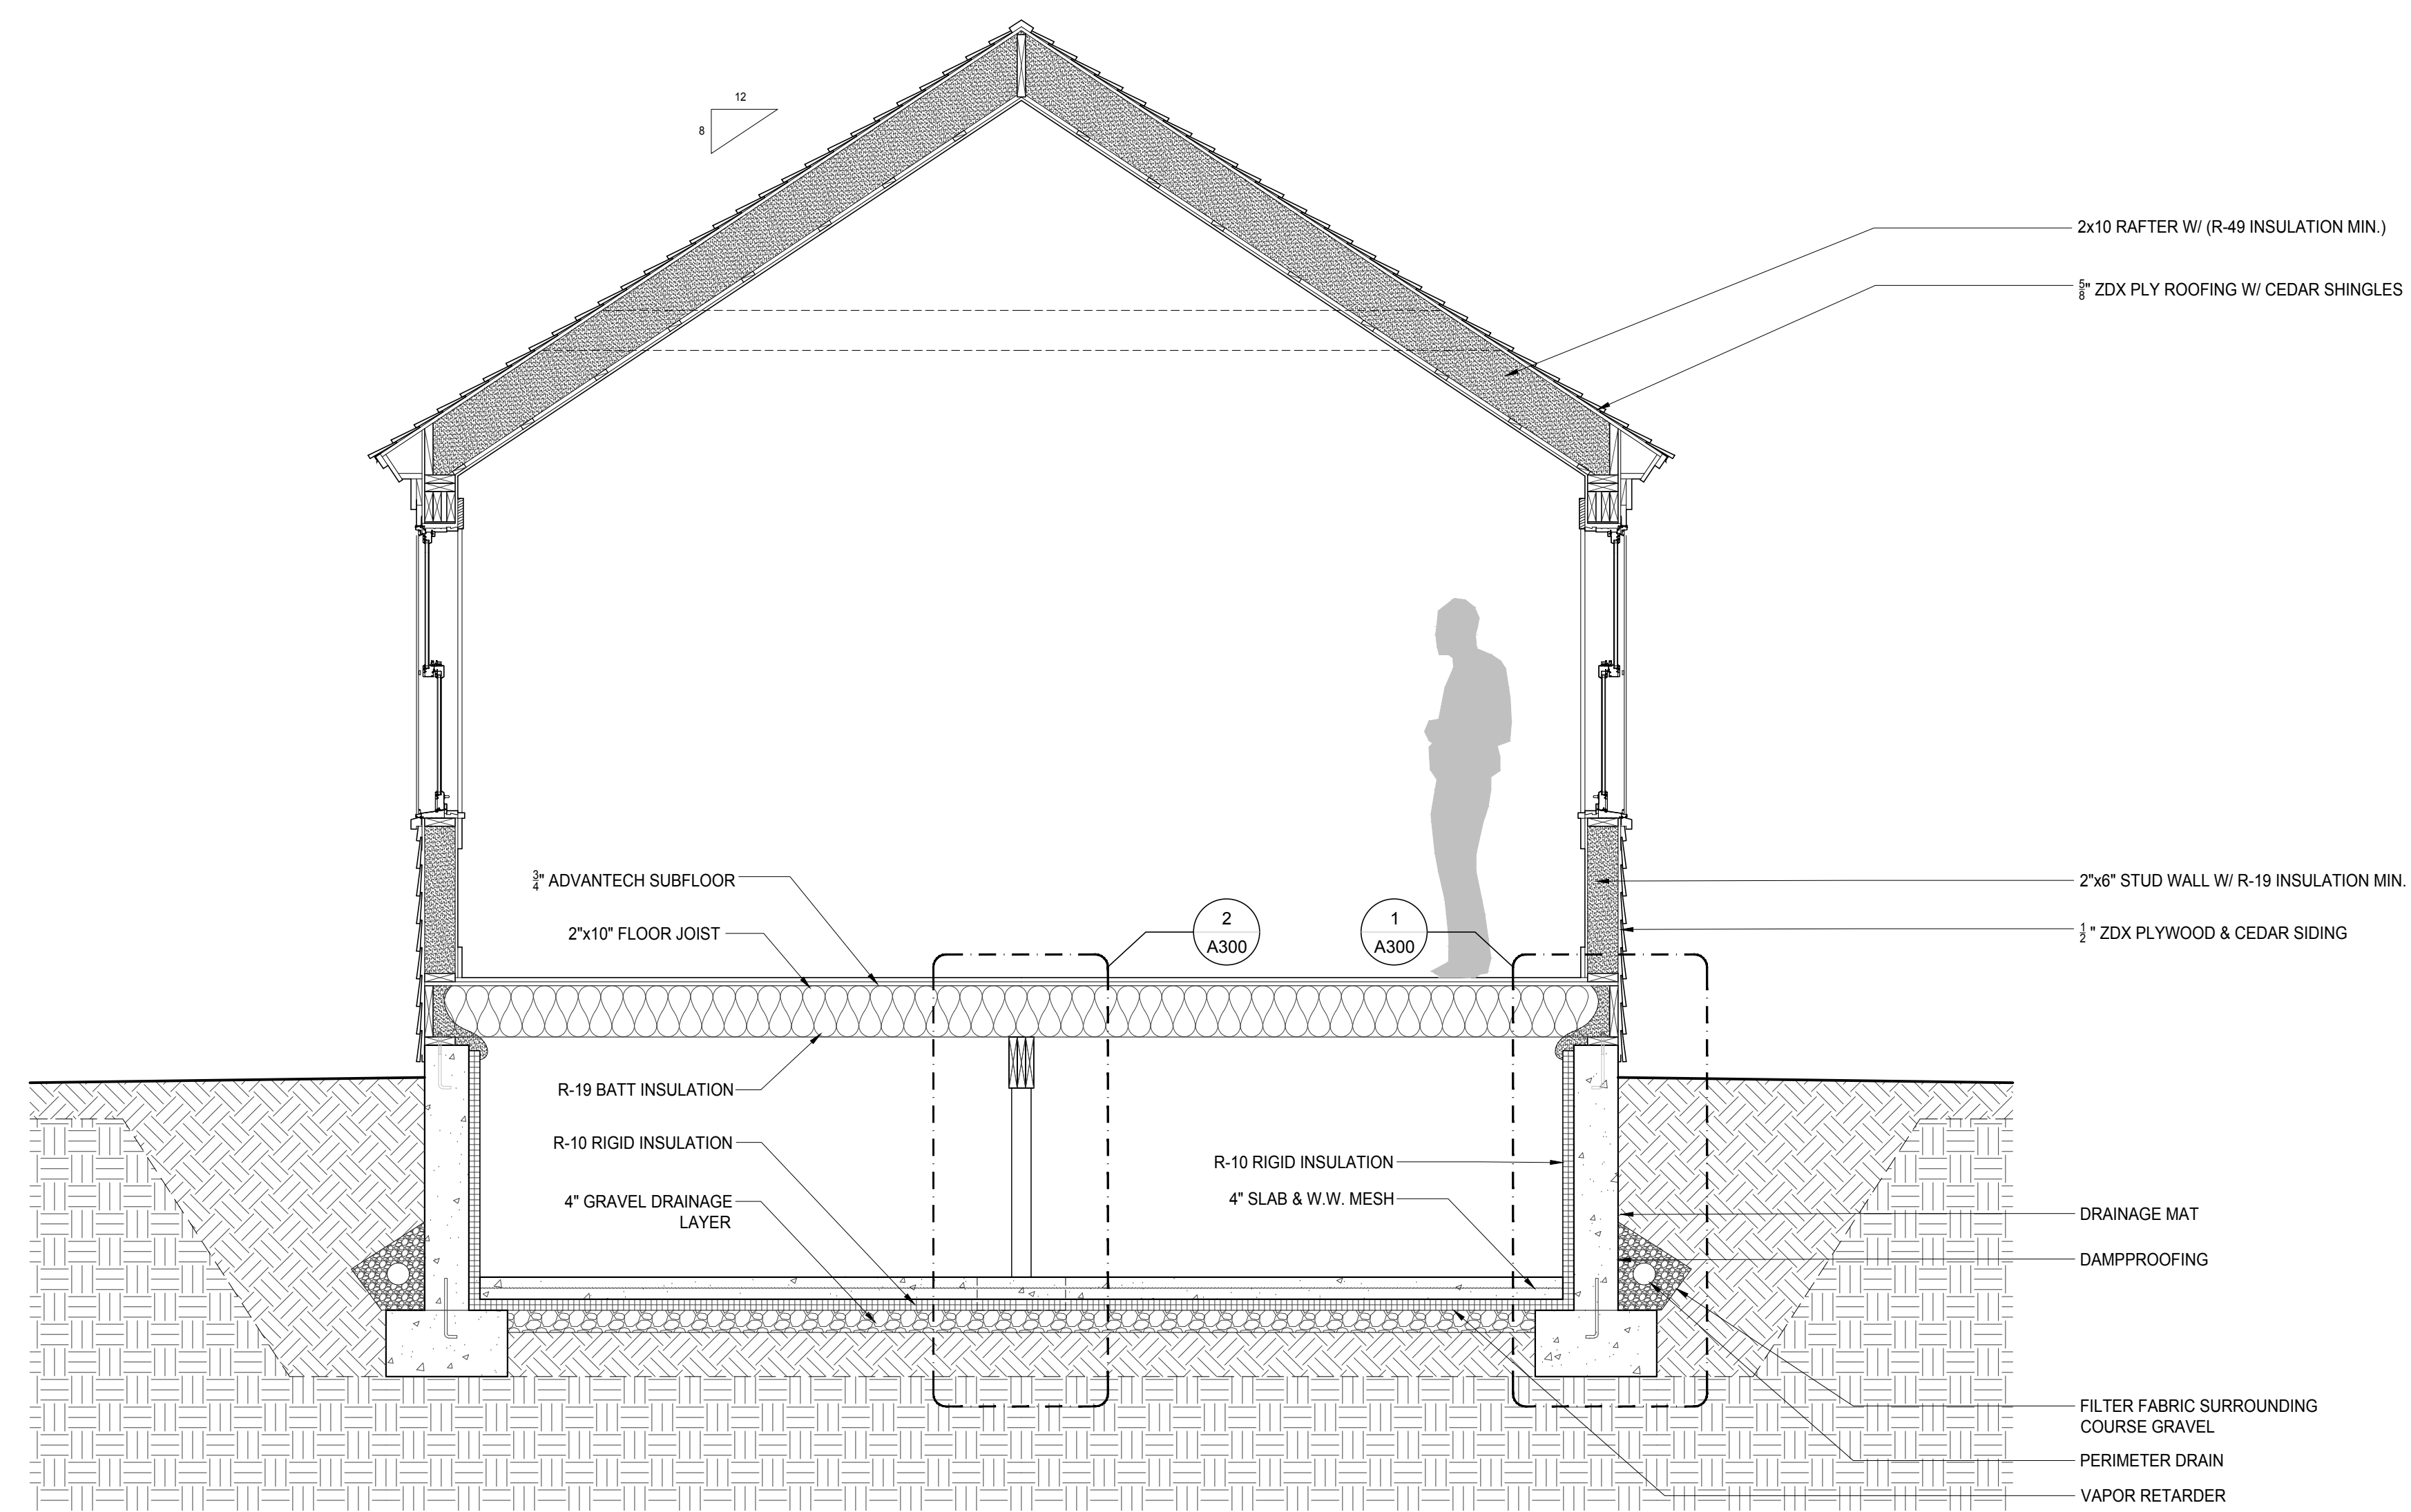 12
8
2x10 RAFTER W/ (R-49 INSULATION MIN.)
5/8" ZDX PLY ROOFING W/ CEDAR SHINGLES
3/4" ADVANTECH SUBFLOOR
2"x10" FLOOR JOIST
2
A300
1
A300
2"x6" STUD WALL W/ R-19 INSULATION MIN.
1/2" ZDX PLYWOOD & CEDAR SIDING
R-19 BATT INSULATION
R-10 RIGID INSULATION
4" GRAVEL DRAINAGE
LAYER
R-10 RIGID INSULATION
4" SLAB & W.W. MESH
DRAINAGE MAT
DAMPPROOFING
FILTER FABRIC SURROUNDING
COURSE GRAVEL
PERIMETER DRAIN
VAPOR RETARDER